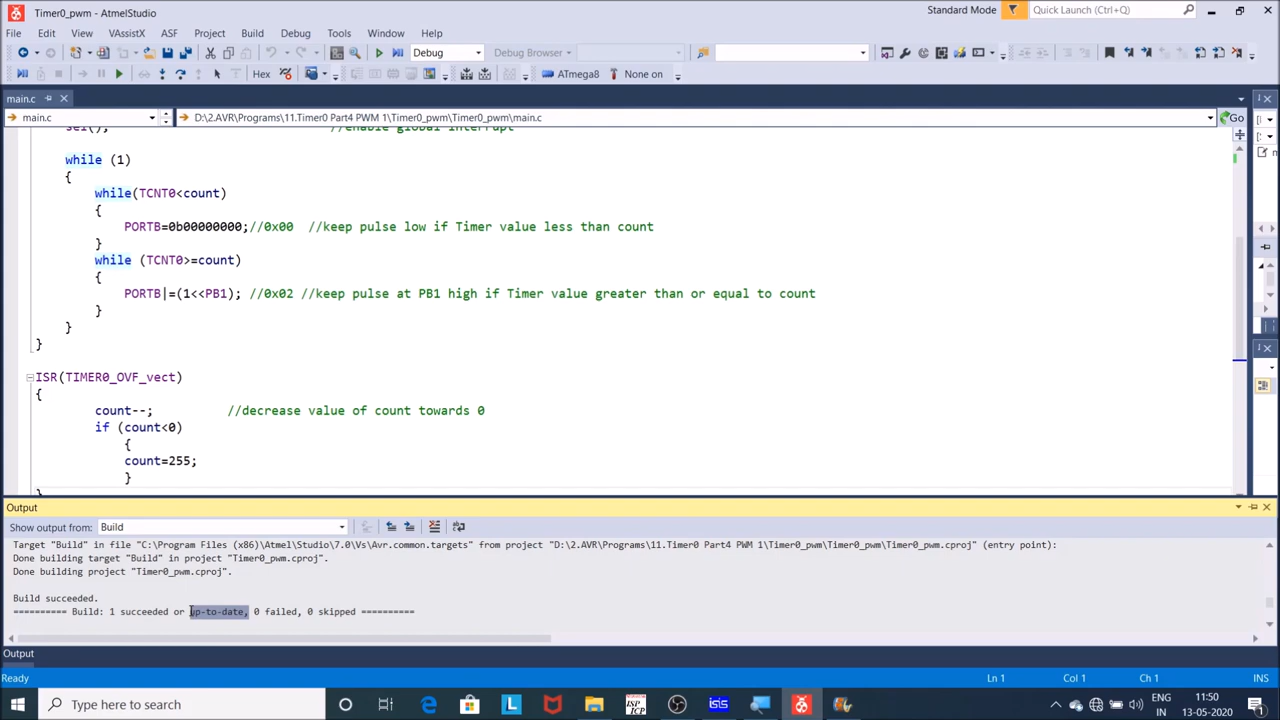 Timer0_pwm - AtmelStudio
Standard Mode
Quick Launch (Ctrl+Q)
File Edit View VAssistX ASF Project Build Debug Tools Window Help
Debug
Debug Browser
Hex
ATmega8
None on
main.c
main.c
D:\2.AVR\Programs\11.Timer0 Part4 PWM 1\Timer0_pwm\Timer0_pwm\main.c
Go
sei(); //enable global interrupt
while (1)
{
while(TCNT0<count)
{
PORTB=0b00000000;//0x00 //keep pulse low if Timer value less than count
}
while (TCNT0>=count)
{
PORTB|=(1<<PB1); //0x02 //keep pulse at PB1 high if Timer value greater than or equal to count
}
}
}
ISR(TIMER0_OVF_vect)
{
count--; //decrease value of count towards 0
if (count<0)
{
count=255;
}
}
Output
Show output from: Build
Target "Build" in file "C:\Program Files (x86)\Atmel\Studio\7.0\Vs\Avr.common.targets" from project "D:\2.AVR\Programs\11.Timer0 Part4 PWM 1\Timer0_pwm\Timer0_pwm\Timer0_pwm.cproj" (entry point):
Done building target "Build" in project "Timer0_pwm.cproj".
Done building project "Timer0_pwm.cproj".
Build succeeded.
========== Build: 1 succeeded or up-to-date, 0 failed, 0 skipped ==========
Output
Ready
Ln 1
Col 1
Ch 1
INS
Type here to search
L
ISP
ICP
isis
ENG
IN
11:50
13-05-2020
1